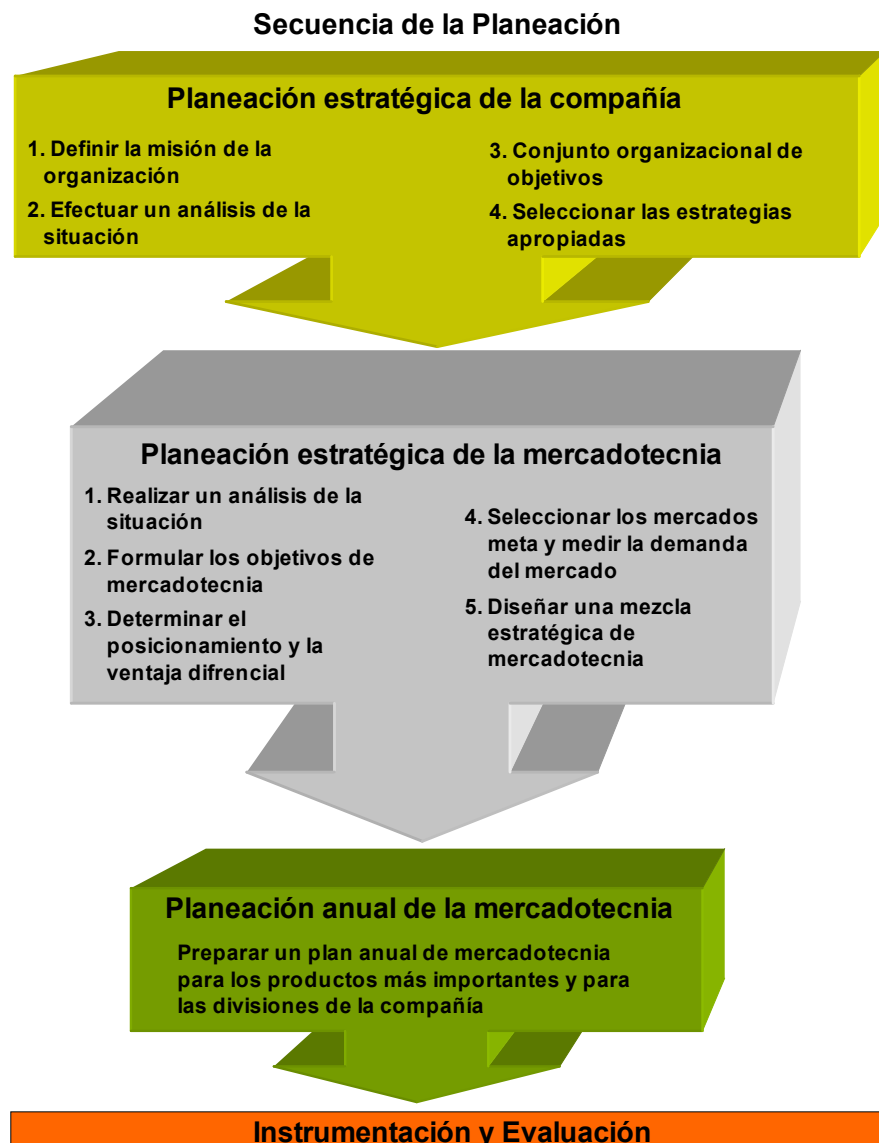 Secuencia de la Planeación
Planeación estratégica de la compañía
1. Definir la misión de la
organización
2. Efectuar un análisis de la
situación
3. Conjunto organizacional de
objetivos
4. Seleccionar las estrategias
apropiadas
Planeación estratégica de la mercadotecnia
1. Realizar un análisis de la
situación
2. Formular los objetivos de
mercadotecnia
3. Determinar el
posicionamiento y la
ventaja difrencial
4. Seleccionar los mercados
meta y medir la demanda
del mercado
5. Diseñar una mezcla
estratégica de
mercadotecnia
Planeación anual de la mercadotecnia
Preparar un plan anual de mercadotecnia
para los productos más importantes y para
las divisiones de la compañía
Instrumentación y Evaluación